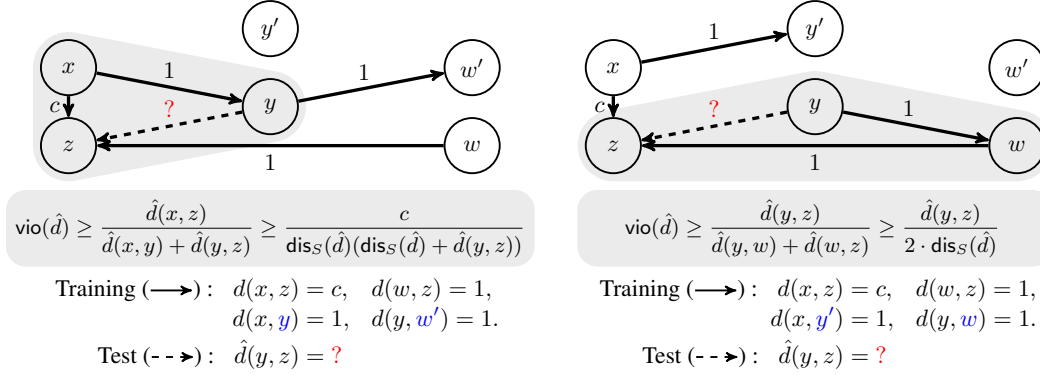 x
y′
1
y
1
w′
c
?
z
1
w
vio(d̂) ≥ d̂(x, z) / (d̂(x, y) + d̂(y, z)) ≥ c / (dis_S(d̂)(dis_S(d̂) + d̂(y, z)))
Training (→) : d(x, z) = c, d(w, z) = 1,
d(x, y) = 1, d(y, w′) = 1.
Test (⇢) : d̂(y, z) = ?
x
1
y′
w′
c
?
y
1
z
1
w
vio(d̂) ≥ d̂(y, z) / (d̂(y, w) + d̂(w, z)) ≥ d̂(y, z) / (2 · dis_S(d̂))
Training (→) : d(x, z) = c, d(w, z) = 1,
d(x, y′) = 1, d(y, w) = 1.
Test (⇢) : d̂(y, z) = ?